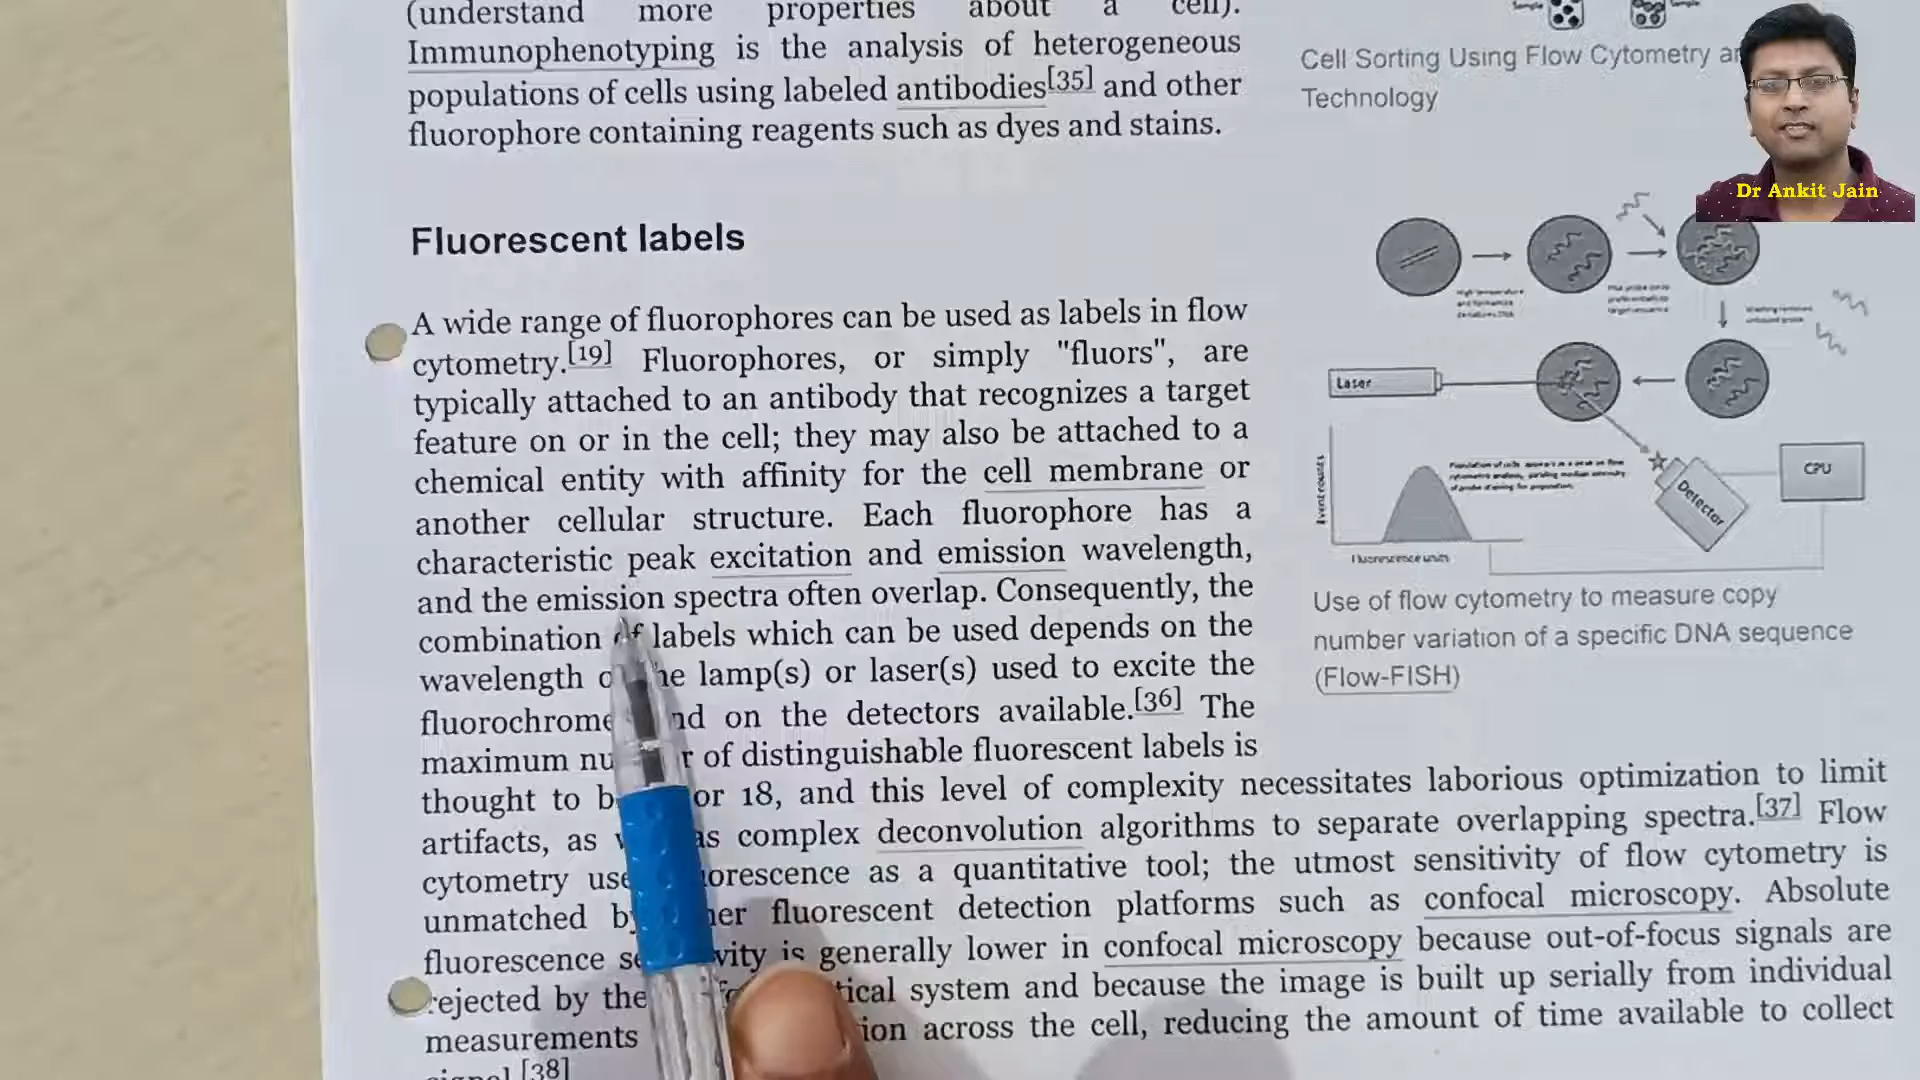 (understand more properties about a cell).
Immunophenotyping is the analysis of heterogeneous
populations of cells using labeled antibodies[35] and other
fluorophore containing reagents such as dyes and stains.
Fluorescent labels
A wide range of fluorophores can be used as labels in flow
cytometry.[19] Fluorophores, or simply "fluors", are
typically attached to an antibody that recognizes a target
feature on or in the cell; they may also be attached to a
chemical entity with affinity for the cell membrane or
another cellular structure. Each fluorophore has a
characteristic peak excitation and emission wavelength,
and the emission spectra often overlap. Consequently, the
combination of labels which can be used depends on the
wavelength lamp(s) or laser(s) used to excite the
on the detectors available.[36] The
maximum of distinguishable fluorescent labels is
thought to or 18, and this level of complexity necessitates laborious optimization to limit
artifacts, as complex deconvolution algorithms to separate overlapping spectra.[37] Flow
cytometry as a quantitative tool; the utmost sensitivity of flow cytometry is
unmatched fluorescent detection platforms such as confocal microscopy. Absolute
fluorescence is generally lower in confocal microscopy because out-of-focus signals are
rejected by the system and because the image is built up serially from individual
measurements across the cell, reducing the amount of time available to collect
signal.[38]
Sample
Sample
Cell Sorting Using Flow Cytometry
Technology
Dr Ankit Jain
Laser
Detector
CPU
Event counts
Fluorescence units
Use of flow cytometry to measure copy
number variation of a specific DNA sequence
(Flow-FISH)